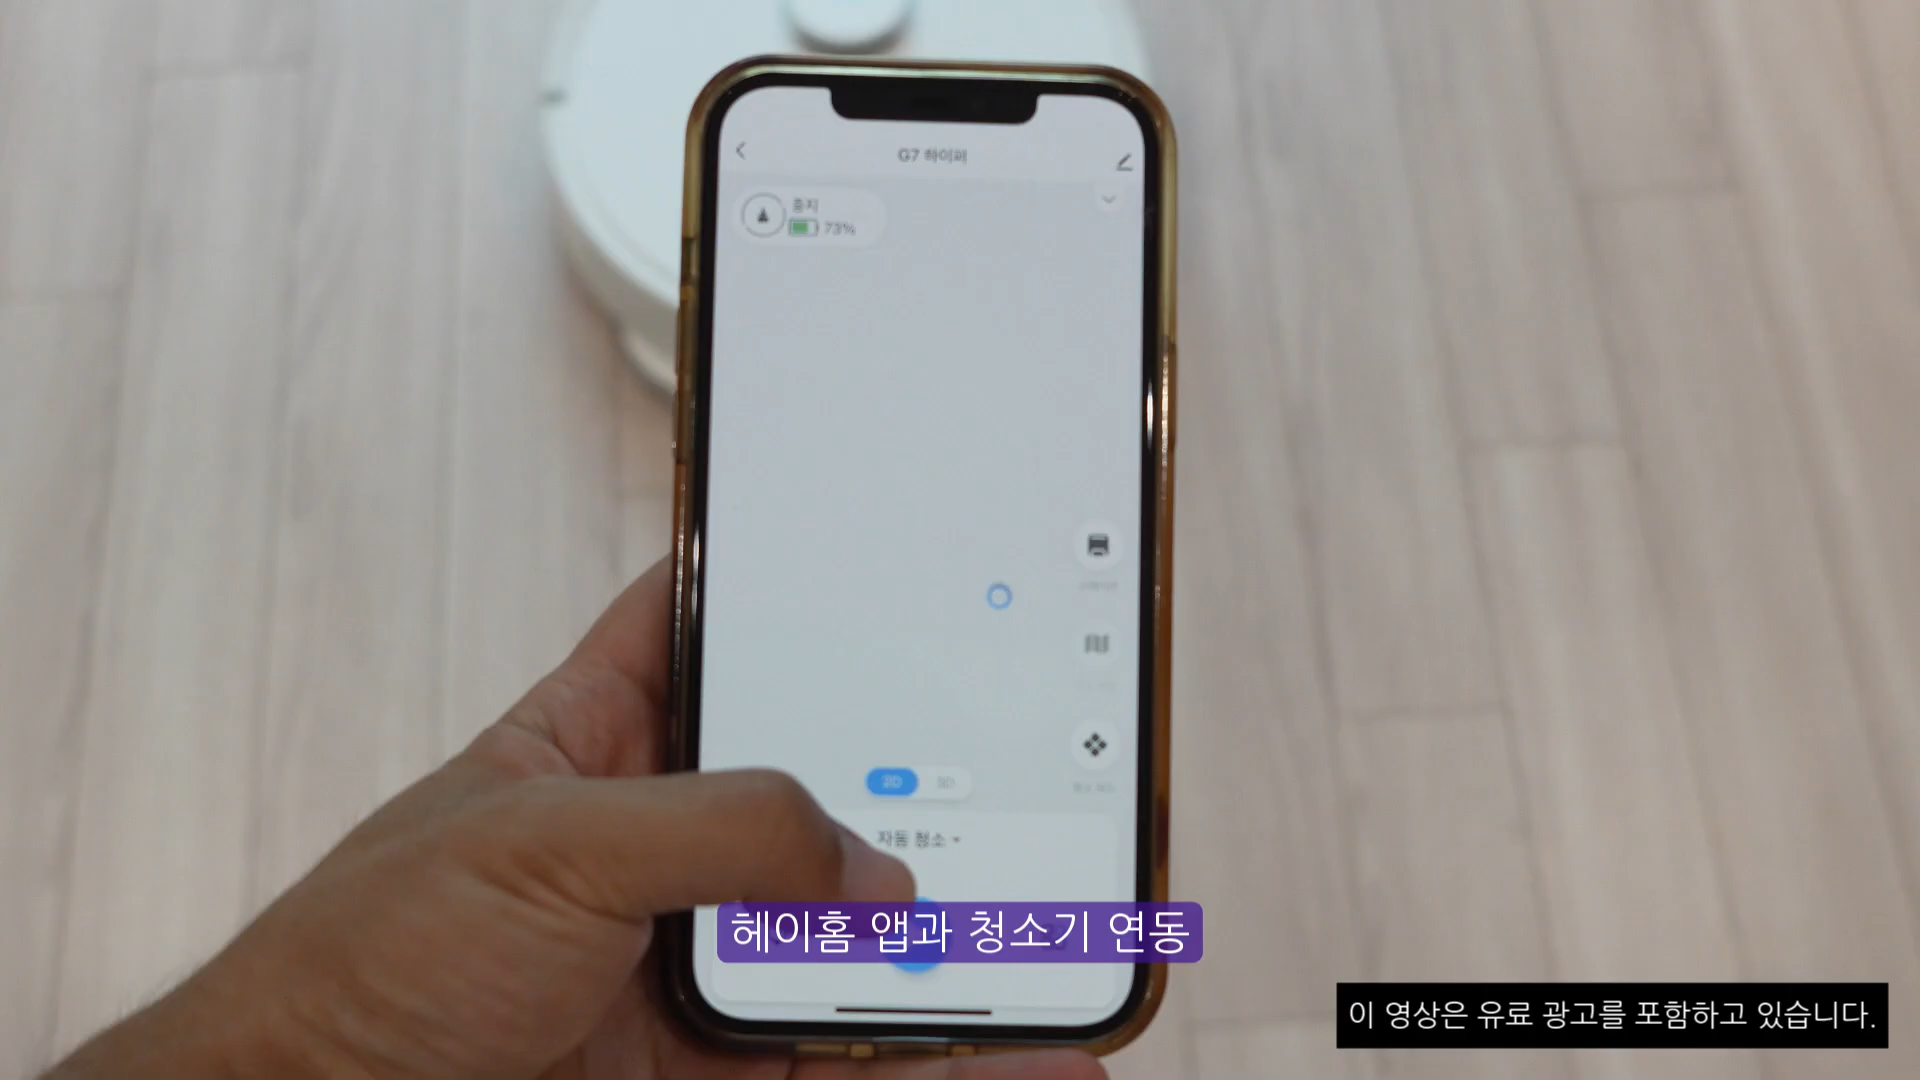 G7 하이퍼
중지
73%
2D 3D
자동 청소
헤이홈 앱과 청소기 연동
이 영상은 유료 광고를 포함하고 있습니다.